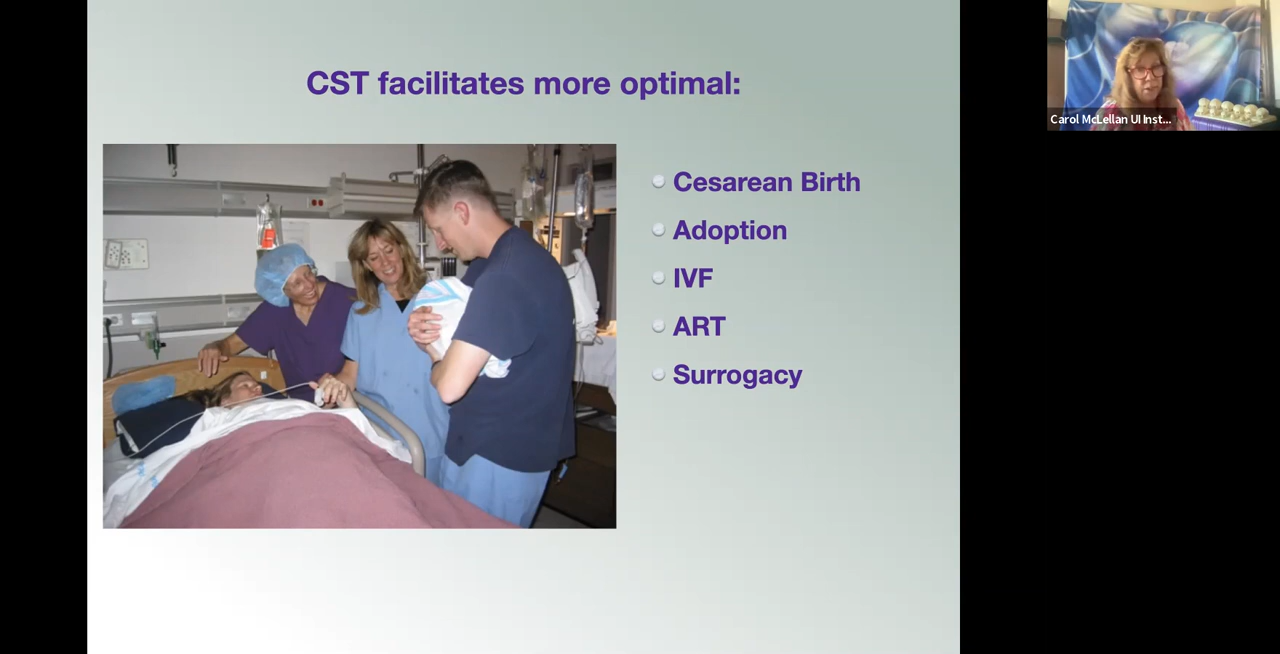 CST facilitates more optimal:
Cesarean Birth
Adoption
IVF
ART
Surrogacy
Carol McLellan UI Inst...